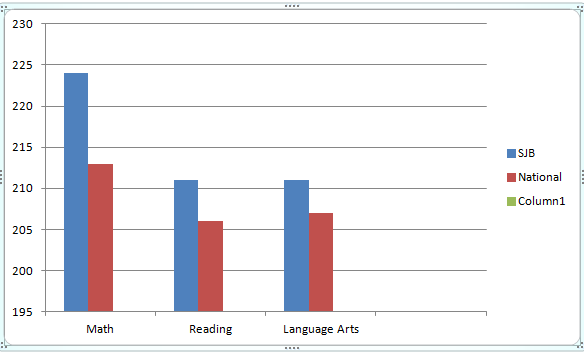 230
225
220
215
210
205
200
195
Math
Reading
Language Arts
SJB
National
Column1